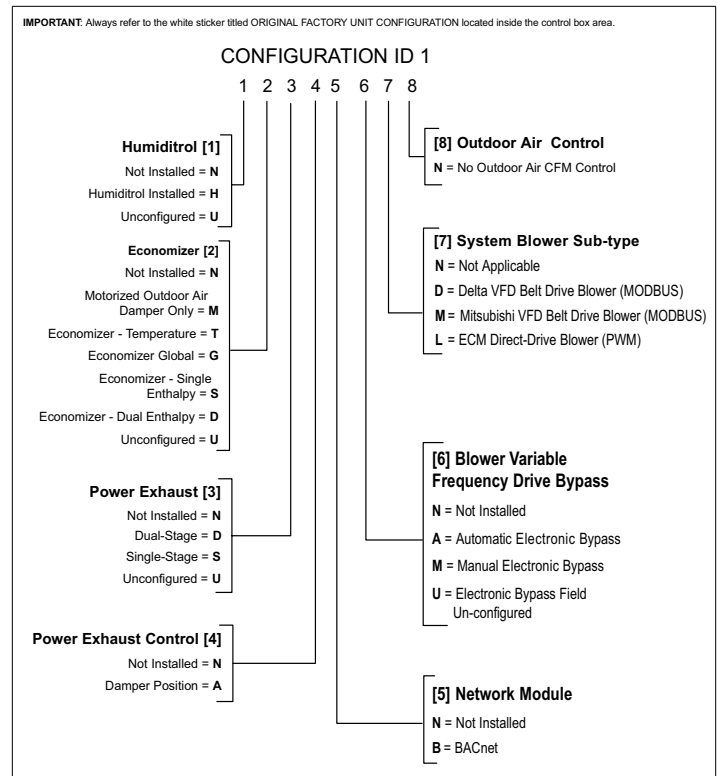 IMPORTANT: Always refer to the white sticker titled ORIGINAL FACTORY UNIT CONFIGURATION located inside the control box area.
CONFIGURATION ID 1
1 2 3 4 5 6 7 8
Humiditrol [1]
Not Installed = N
Humiditrol Installed = H
Unconfigured = U
Economizer [2]
Not Installed = N
Motorized Outdoor Air
Damper Only = M
Economizer - Temperature = T
Economizer Global = G
Economizer - Single
Enthalpy = S
Economizer - Dual Enthalpy = D
Unconfigured = U
Power Exhaust [3]
Not Installed = N
Dual-Stage = D
Single-Stage = S
Unconfigured = U
Power Exhaust Control [4]
Not Installed = N
Damper Position = A
[8] Outdoor Air Control
N = No Outdoor Air CFM Control
[7] System Blower Sub-type
N = Not Applicable
D = Delta VFD Belt Drive Blower (MODBUS)
M = Mitsubishi VFD Belt Drive Blower (MODBUS)
L = ECM Direct-Drive Blower (PWM)
[6] Blower Variable
Frequency Drive Bypass
N = Not Installed
A = Automatic Electronic Bypass
M = Manual Electronic Bypass
U = Electronic Bypass Field
Un-configured
[5] Network Module
N = Not Installed
B = BACnet